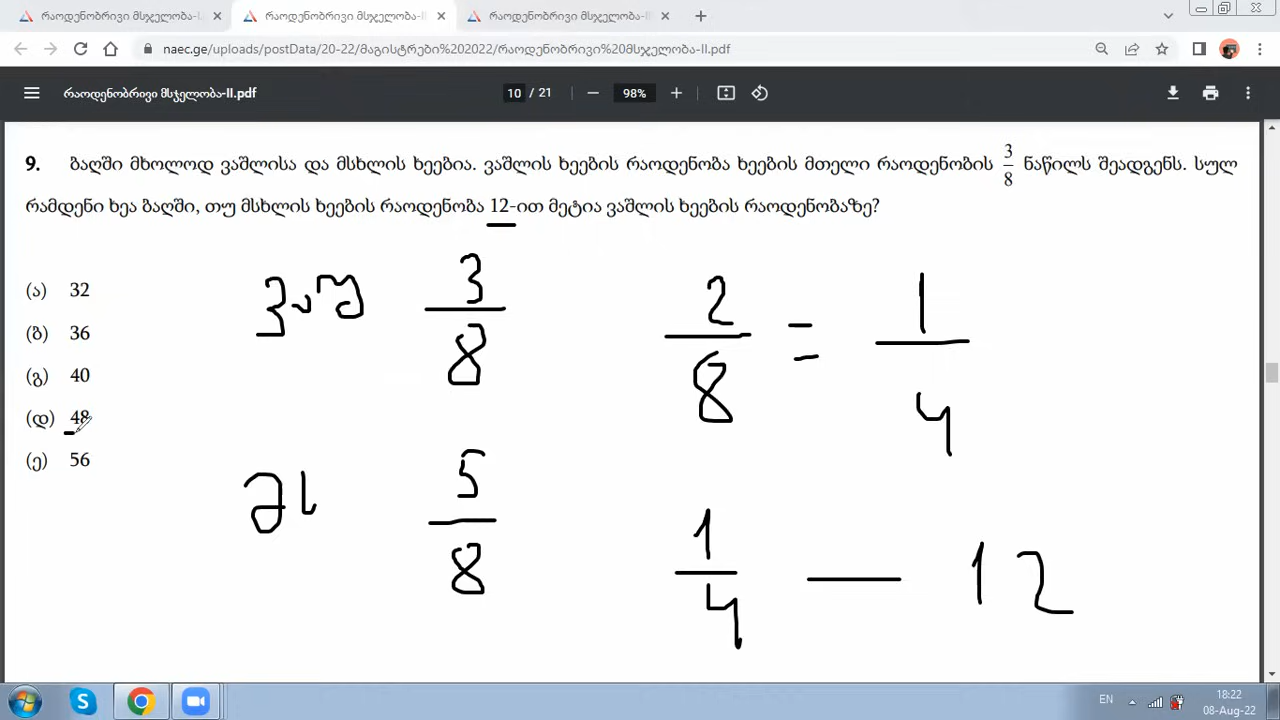 რაოდენობრივი მსჯელობა-I
რაოდენობრივი მსჯელობა-II
რაოდენობრივი მსჯელობა-II
naec.ge/uploads/postData/20-22/მაგისტრები%202022/რაოდენობრივი%20მსჯელობა-II.pdf
რაოდენობრივი მსჯელობა-II.pdf
10 / 21
98%
9. ბაღში მხოლოდ ვაშლისა და მსხლის ხეებია. ვაშლის ხეების რაოდენობა ხეების მთელი რაოდენობის 3/8 ნაწილს შეადგენს. სულ
რამდენი ხეა ბაღში, თუ მსხლის ხეების რაოდენობა 12-ით მეტია ვაშლის ხეების რაოდენობაზე?
(ა) 32
(ბ) 36
(გ) 40
(დ) 48
(ე) 56
ვაშ 3/8 2/8 = 1/4
მს 5/8 1/4 — 12
EN
18:22
08-Aug-22